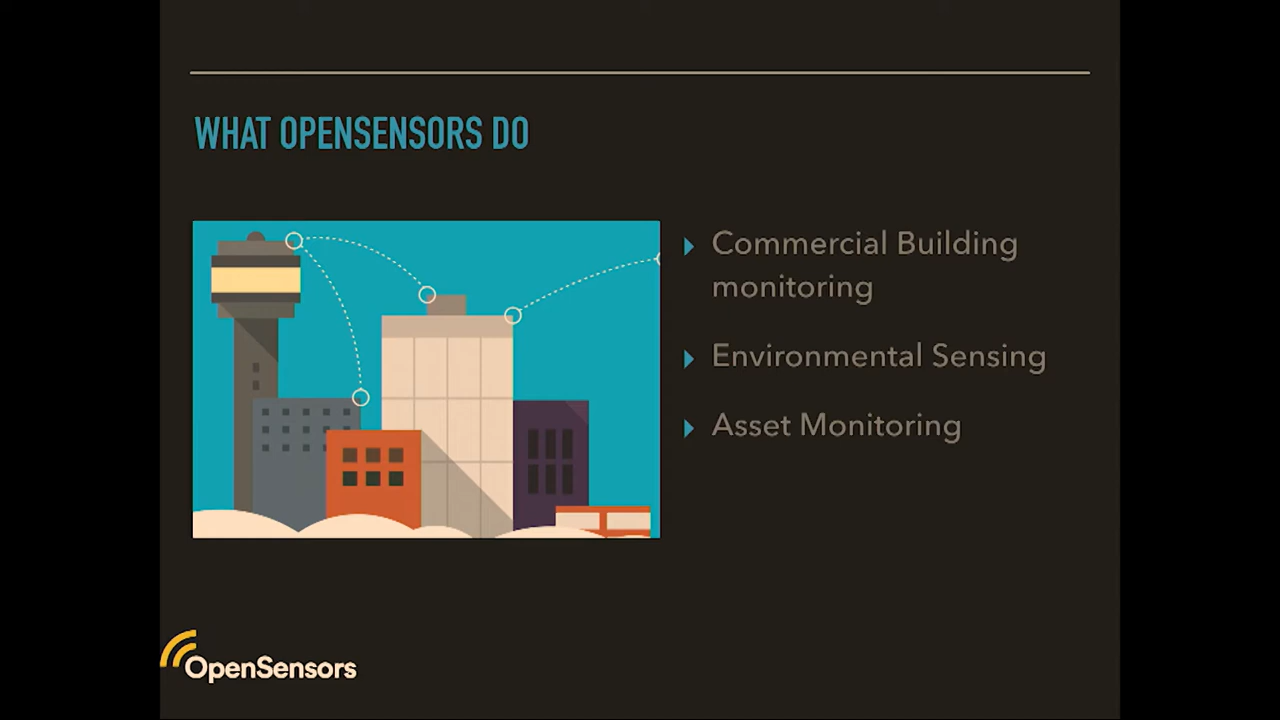 WHAT OPENSENSORS DO
Commercial Building
monitoring
Environmental Sensing
Asset Monitoring
OpenSensors